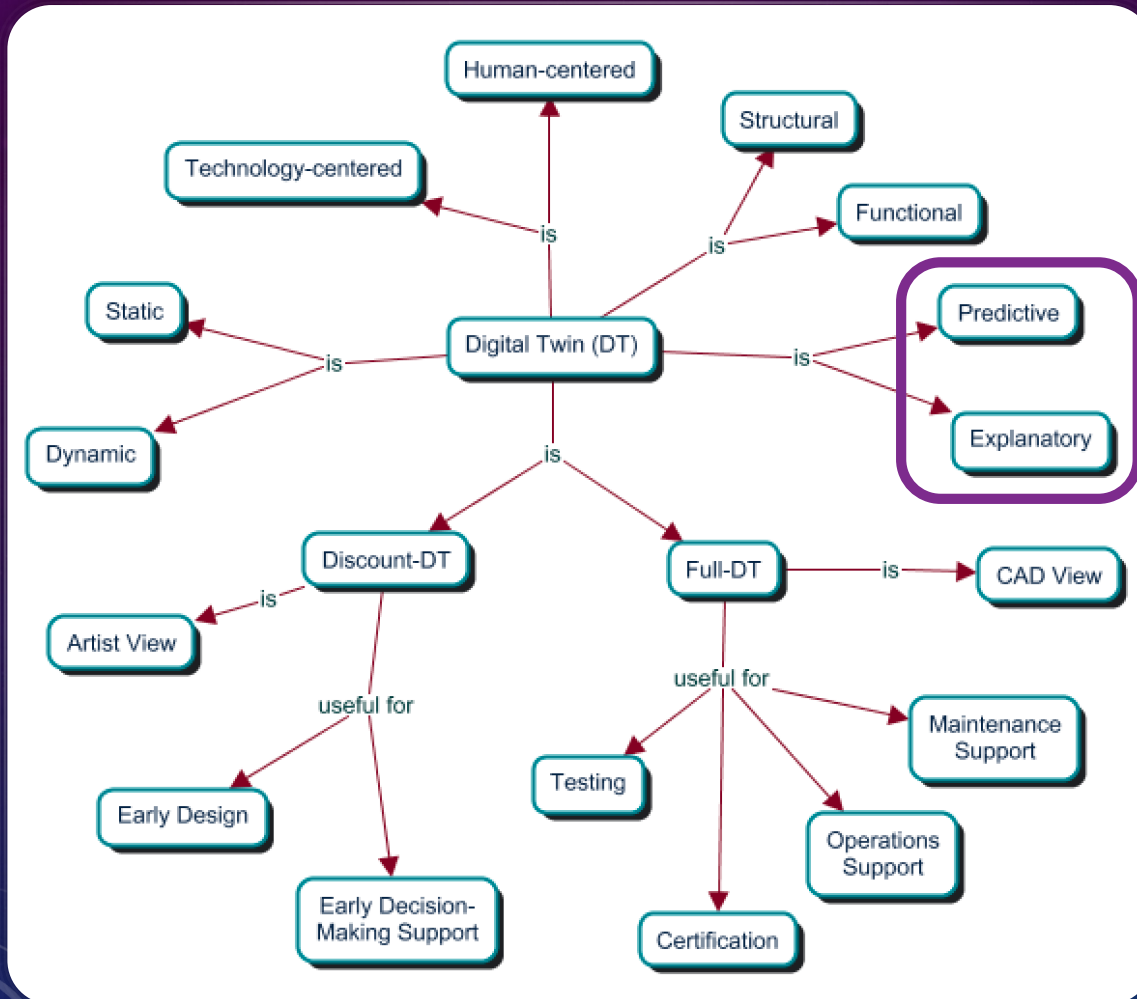 Human-centered
Structural
Technology-centered
Functional
is
is
Static
Predictive
Digital Twin (DT)
is
is
Explanatory
Dynamic
is
Discount-DT
Full-DT
is
CAD View
is
Artist View
useful for
useful for
Maintenance
Support
Testing
Early Design
Operations
Support
Early Decision-
Making Support
Certification